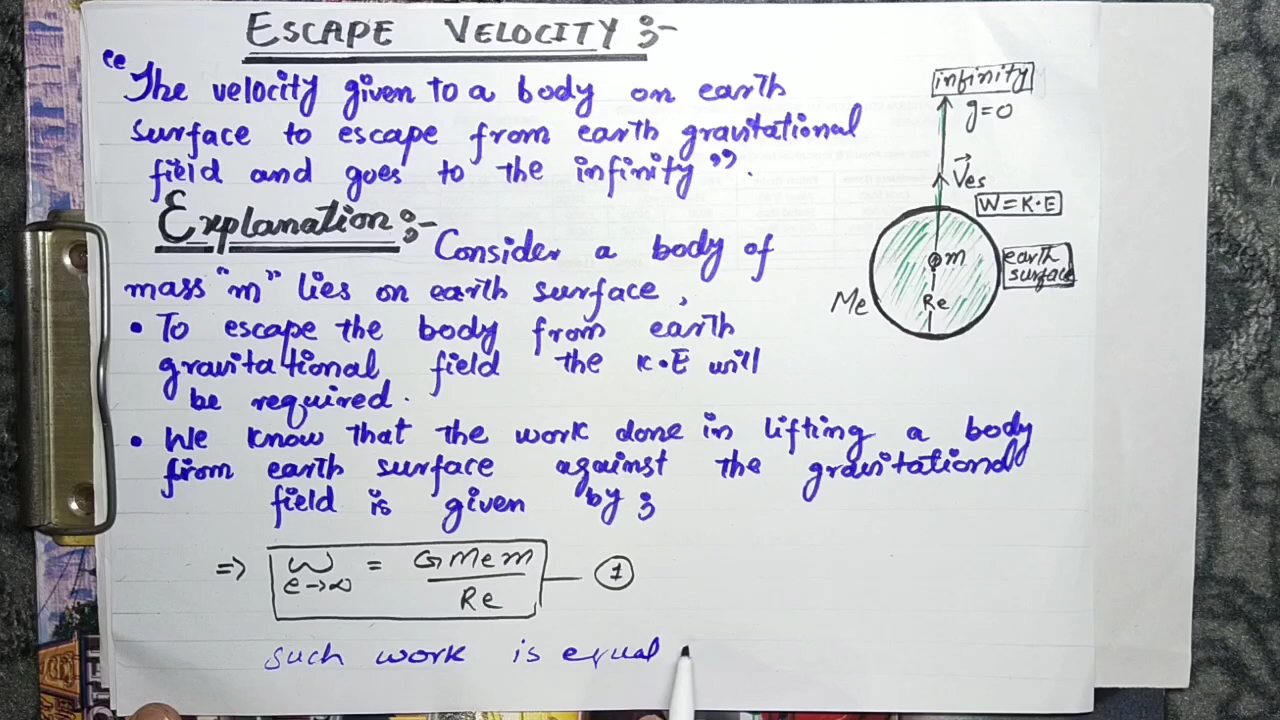 ESCAPE VELOCITY :-
"The velocity given to a body on earth
surface to escape from earth gravitational
field and goes to the infinity".
Explanation :- Consider a body of
mass "m" lies on earth surface,
• To escape the body from earth
gravitational field the K.E will
be required.
• We know that the work done in lifting a body
from earth surface against the gravitational
field is given by ;
=> W e→∞ = GMem / Re — ①
such work is equal
infinity
g=0
V⃗es
W=K.E
m
earth
surface
Me
Re